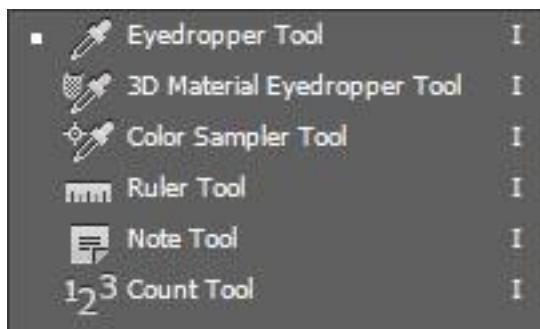 Eyedropper Tool I
3D Material Eyedropper Tool I
Color Sampler Tool I
Ruler Tool I
Note Tool I
123 Count Tool I